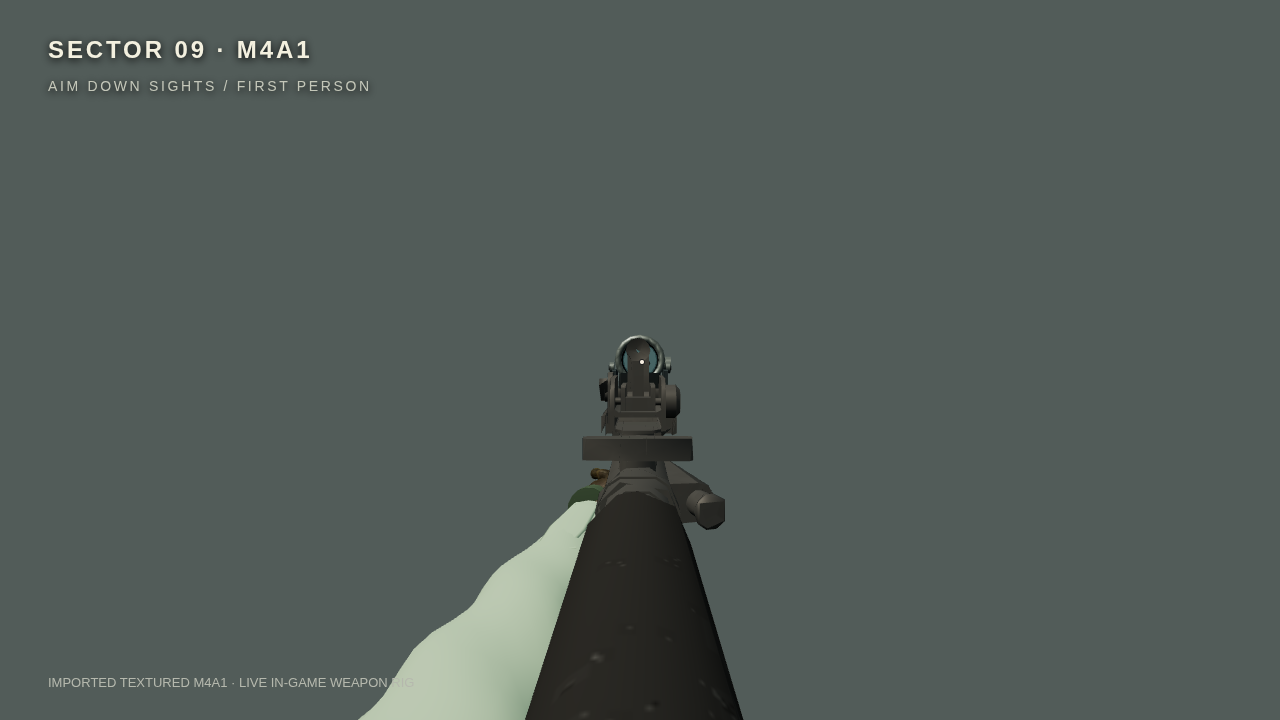 SECTOR 09 · M4A1
AIM DOWN SIGHTS / FIRST PERSON
IMPORTED TEXTURED M4A1 · LIVE IN-GAME WEAPON RIG